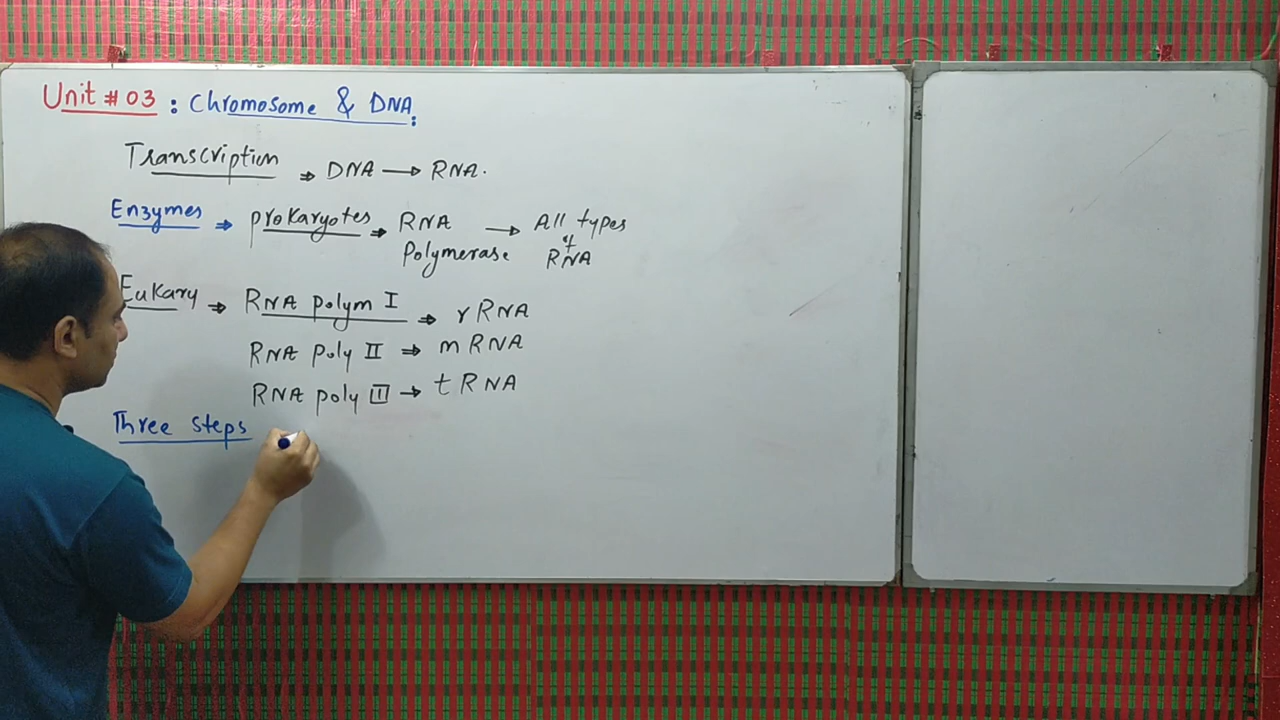 Unit # 03 : Chromosome & DNA:
Transcription ⇒ DNA → RNA.
Enzymes ⇒ prokaryotes ⇒ RNA Polymerase → All types of RNA
Eukary ⇒ RNA polym I ⇒ rRNA
RNA poly II ⇒ mRNA
RNA poly III → tRNA
Three steps